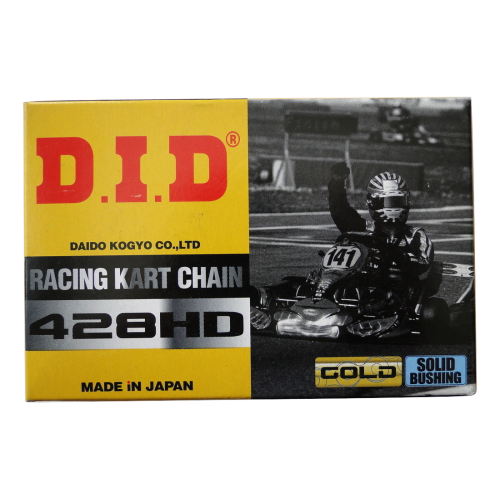 D.I.D®
DAIDO KOGYO CO.,LTD
RACING KART CHAIN
428HD
MADE iN JAPAN
141
GOLD
SOLID
BUSHING